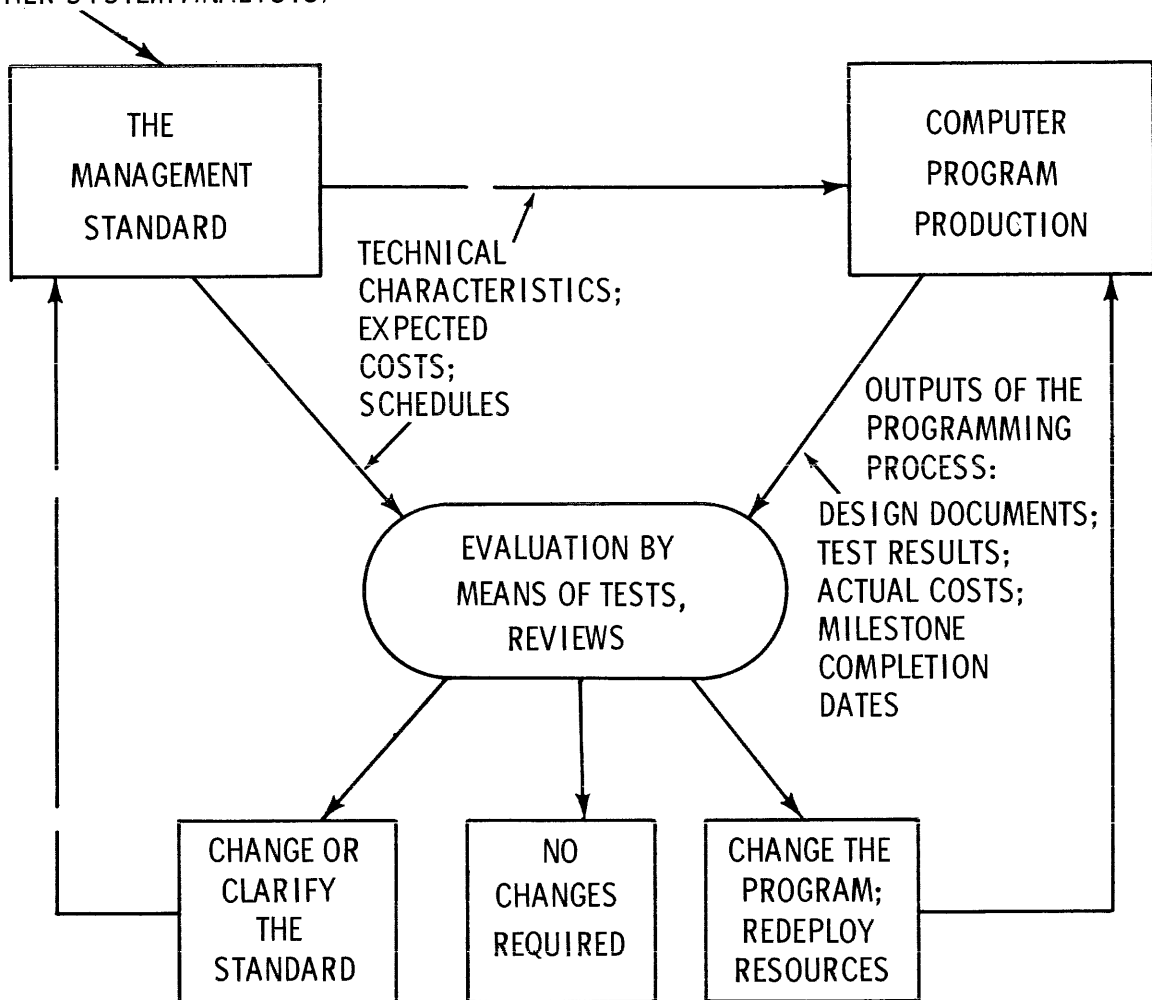 THE
MANAGEMENT
STANDARD
COMPUTER
PROGRAM
PRODUCTION
TECHNICAL
CHARACTERISTICS;
EXPECTED
COSTS;
SCHEDULES
OUTPUTS OF THE
PROGRAMMING
PROCESS:
DESIGN DOCUMENTS;
TEST RESULTS;
ACTUAL COSTS;
MILESTONE
COMPLETION
DATES
EVALUATION BY
MEANS OF TESTS,
REVIEWS
CHANGE OR
CLARIFY
THE
STANDARD
NO
CHANGES
REQUIRED
CHANGE THE
PROGRAM;
REDEPLOY
RESOURCES